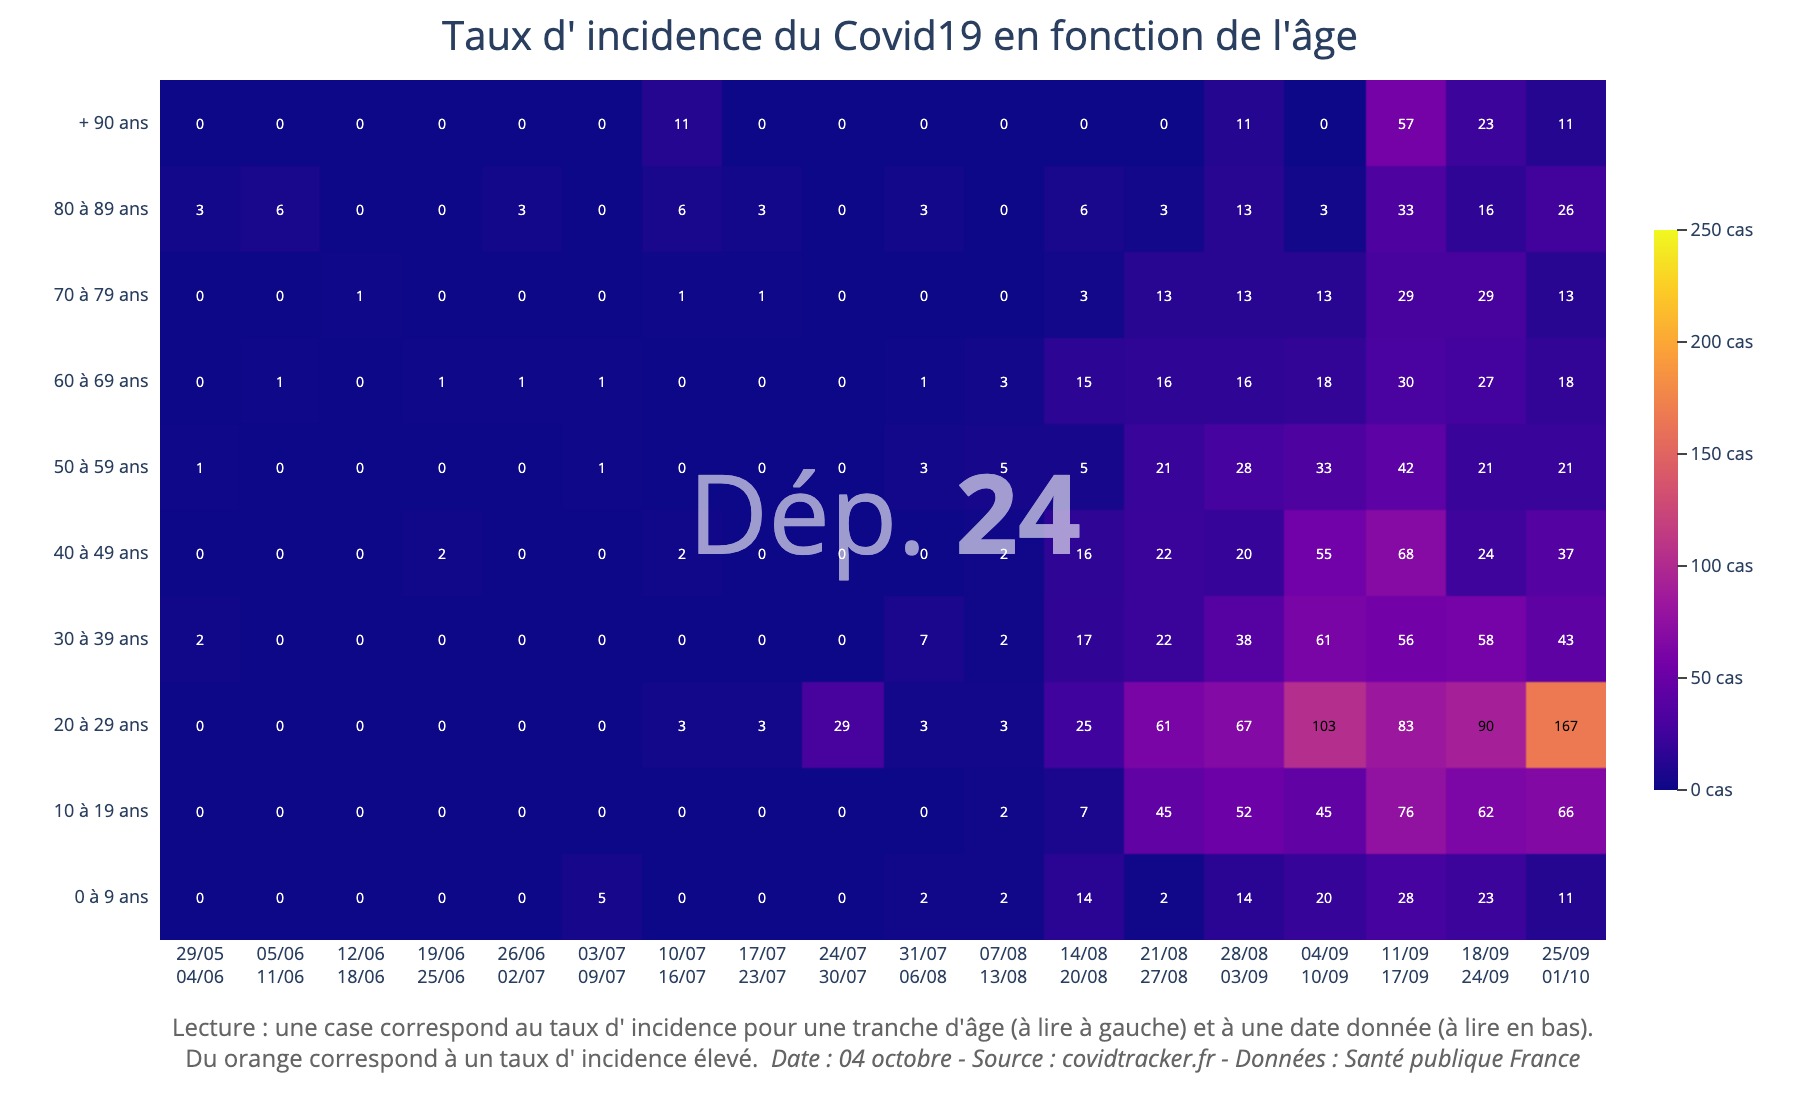 Taux d' incidence du Covid19 en fonction de l'âge
+ 90 ans 0 0 0 0 0 0 11 0 0 0 0 0 0 11 0 57 23 11
80 à 89 ans 3 6 0 0 3 0 6 3 0 3 0 6 3 13 3 33 16 26
70 à 79 ans 0 0 1 0 0 0 1 1 0 0 0 3 13 13 13 29 29 13
60 à 69 ans 0 1 0 1 1 1 0 0 0 1 3 15 16 16 18 30 27 18
50 à 59 ans 1 0 0 0 0 1 0 0 0 3 5 5 21 28 33 42 21 21
Dép. 24
40 à 49 ans 0 0 0 2 0 0 2 0 0 0 2 16 22 20 55 68 24 37
30 à 39 ans 2 0 0 0 0 0 0 0 0 7 2 17 22 38 61 56 58 43
20 à 29 ans 0 0 0 0 0 0 3 3 29 3 3 25 61 67 103 83 90 167
10 à 19 ans 0 0 0 0 0 0 0 0 0 0 2 7 45 52 45 76 62 66
0 à 9 ans 0 0 0 0 0 5 0 0 0 2 2 14 2 14 20 28 23 11
29/05 05/06 12/06 19/06 26/06 03/07 10/07 17/07 24/07 31/07 07/08 14/08 21/08 28/08 04/09 11/09 18/09 25/09
04/06 11/06 18/06 25/06 02/07 09/07 16/07 23/07 30/07 06/08 13/08 20/08 27/08 03/09 10/09 17/09 24/09 01/10
250 cas
200 cas
150 cas
100 cas
50 cas
0 cas
Lecture : une case correspond au taux d' incidence pour une tranche d'âge (à lire à gauche) et à une date donnée (à lire en bas).
Du orange correspond à un taux d' incidence élevé. Date : 04 octobre - Source : covidtracker.fr - Données : Santé publique France